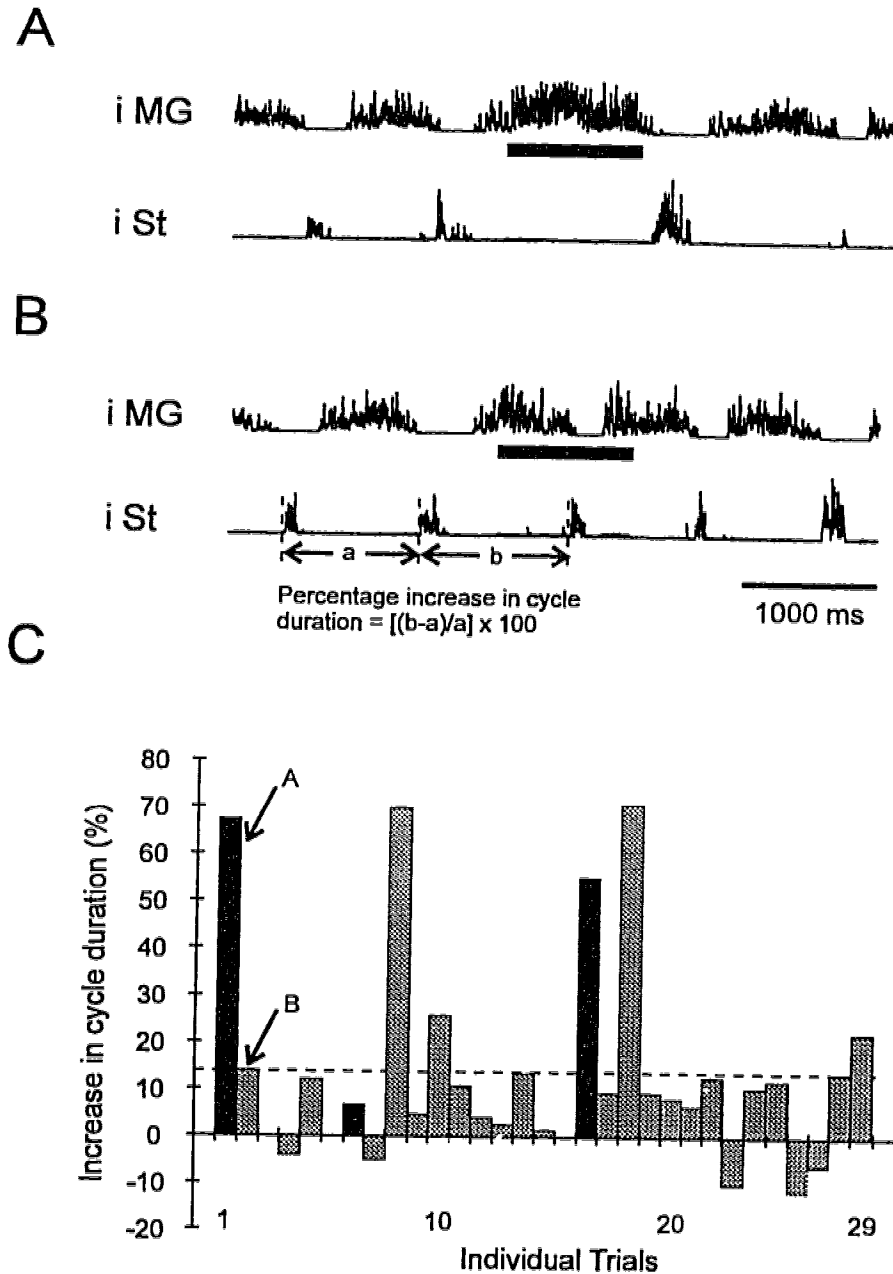 A
i MG
i St
B
i MG
i St
a
b
Percentage increase in cycle
duration = [(b-a)/a] x 100
1000 ms
C
Increase in cycle duration (%)
80
70
60
50
40
30
20
10
0
-10
-20
A
B
1
10
20
29
Individual Trials